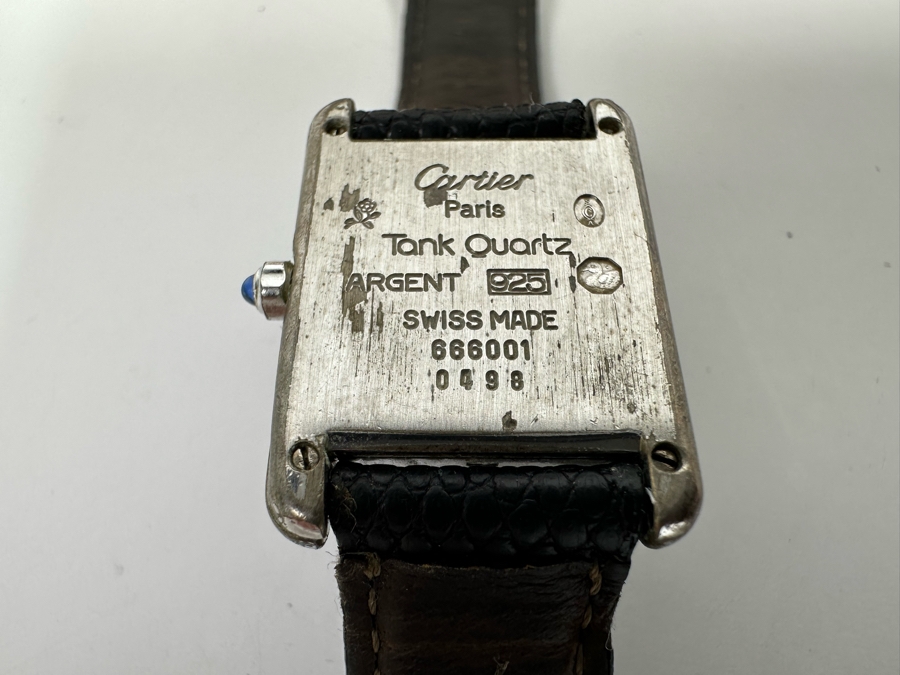 Cartier
Paris
Tank Quartz
ARGENT 925
SWISS MADE
666001
0498